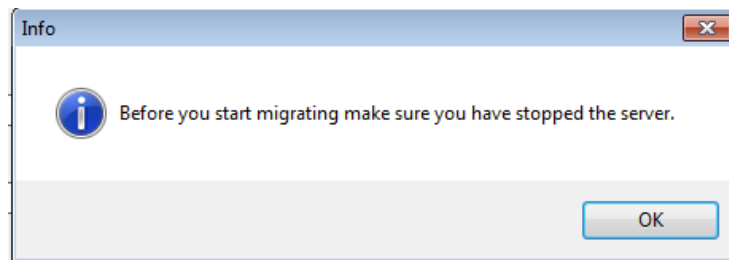 Info
Before you start migrating make sure you have stopped the server.
OK